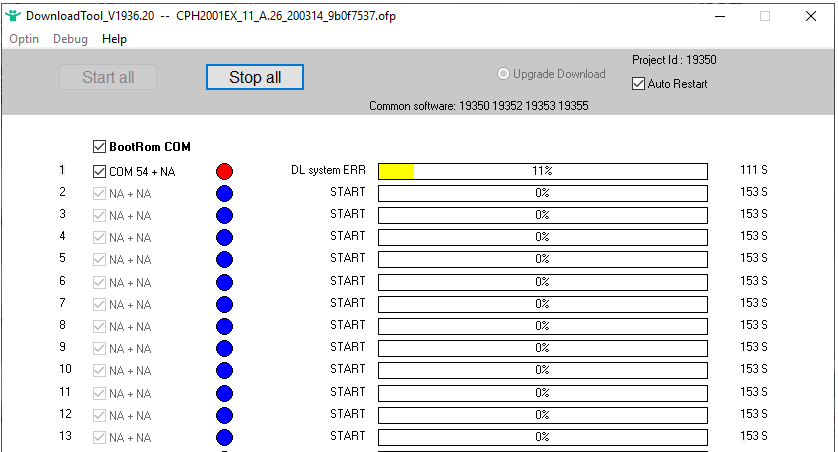 DownloadTool_V1936.20 -- CPH2001EX_11_A.26_200314_9b0f7537.ofp
Optin Debug Help
Start all Stop all Upgrade Download Project Id : 19350
Auto Restart
Common software: 19350 19352 19353 19355
BootRom COM
1 COM 54 + NA DL system ERR 11% 111 S
2 NA + NA START 0% 153 S
3 NA + NA START 0% 153 S
4 NA + NA START 0% 153 S
5 NA + NA START 0% 153 S
6 NA + NA START 0% 153 S
7 NA + NA START 0% 153 S
8 NA + NA START 0% 153 S
9 NA + NA START 0% 153 S
10 NA + NA START 0% 153 S
11 NA + NA START 0% 153 S
12 NA + NA START 0% 153 S
13 NA + NA START 0% 153 S